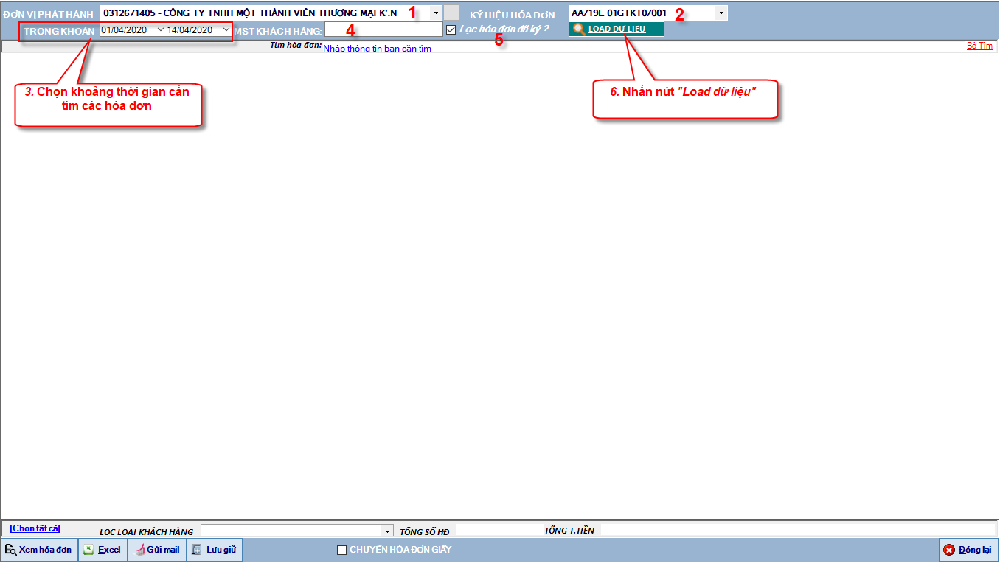 ĐƠN VỊ PHÁT HÀNH 0312671405 - CÔNG TY TNHH MỘT THÀNH VIÊN THƯƠNG MẠI K'.N 1 ... KÝ HIỆU HÓA ĐƠN AA/19E 01GTKT0/001 2
TRONG KHOẢN 01/04/2020 14/04/2020 MST KHÁCH HÀNG: 4 Lọc hóa đơn đã ký ? LOAD DỮ LIỆU
5
Tìm hóa đơn: Nhập thông tin bạn cần tìm Bỏ Tìm
3. Chọn khoảng thời gian cần
tìm các hóa đơn
6. Nhấn nút "Load dữ liệu"
[Chọn tất cả] LỌC LOẠI KHÁCH HÀNG TỔNG SỐ HĐ TỔNG T.TIỀN
Xem hóa đơn Excel Gửi mail Lưu giữ CHUYỂN HÓA ĐƠN GIẤY Đóng lại